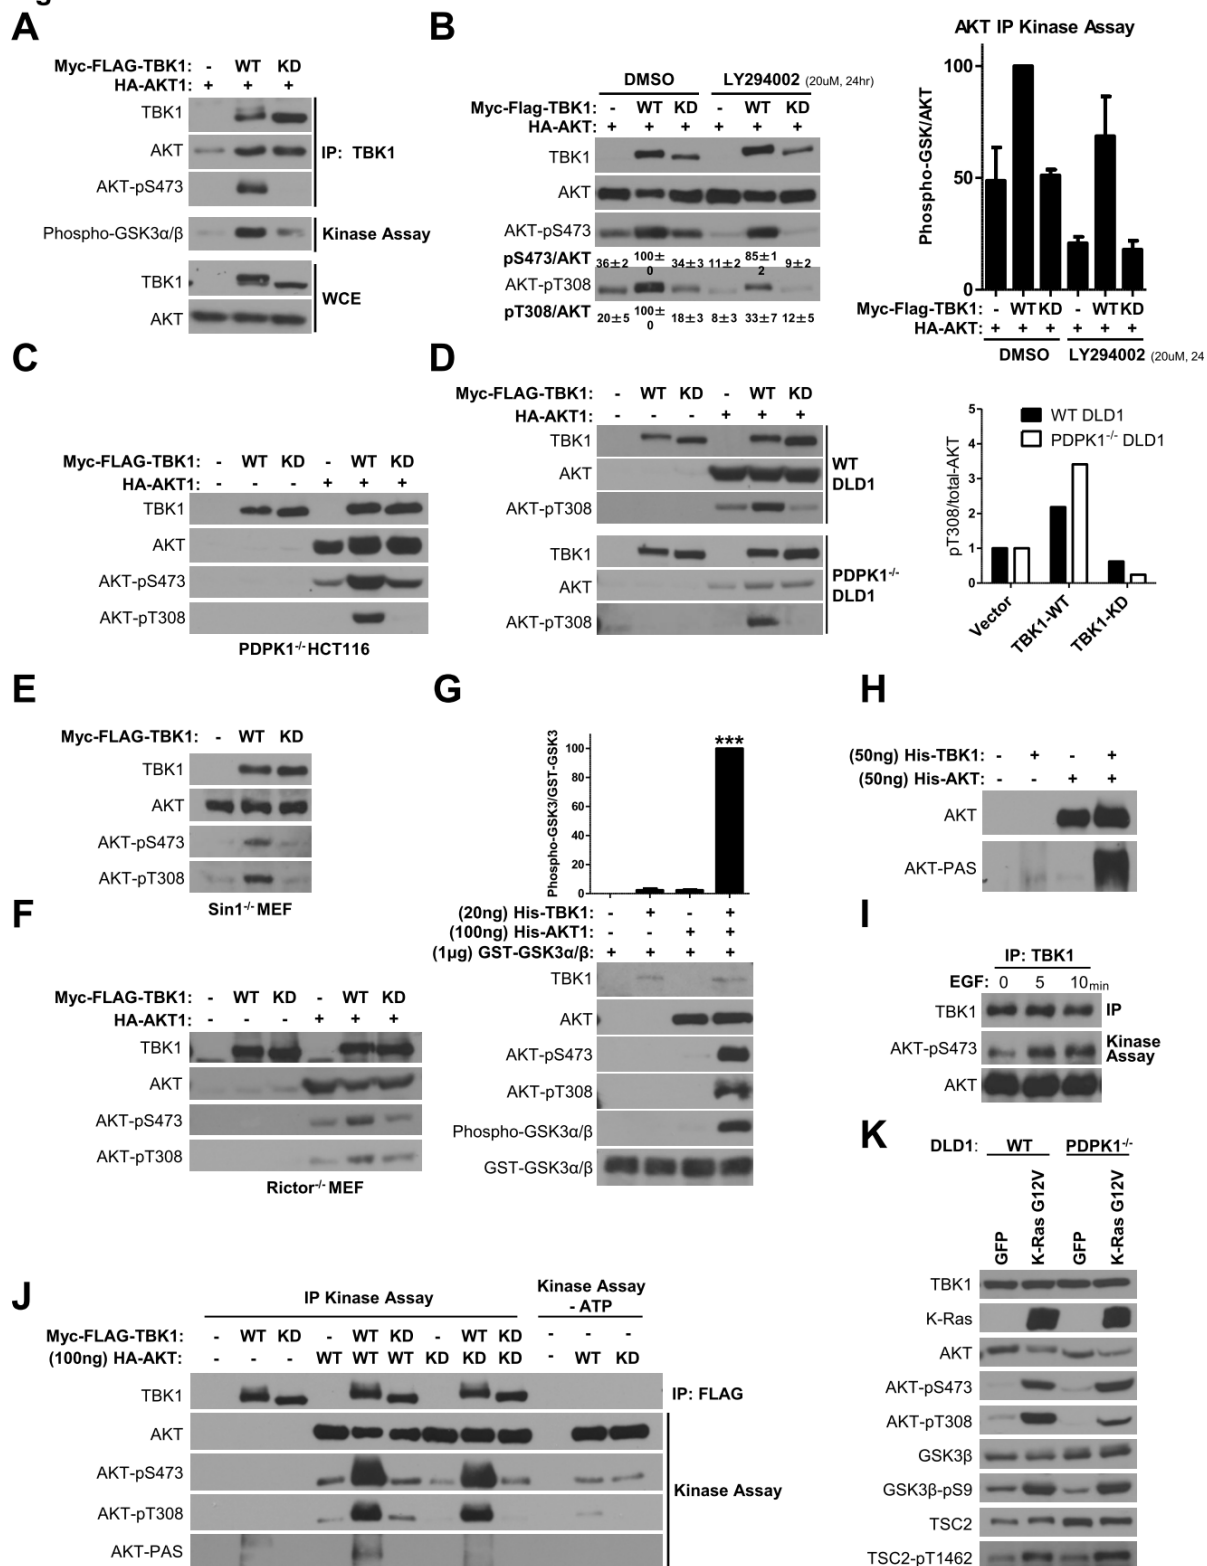 A
Myc-FLAG-TBK1: - WT KD
HA-AKT1: + + +
TBK1
AKT
AKT-pS473
IP: TBK1
Phospho-GSK3α/β
Kinase Assay
TBK1
AKT
WCE
B
DMSO LY294002 (20uM, 24hr)
Myc-Flag-TBK1: - WT KD - WT KD
HA-AKT: + + + + + +
TBK1
AKT
AKT-pS473
pS473/AKT 36±2 100±0 34±3 11±2 85±12 9±2
AKT-pT308
pT308/AKT 20±5 100±0 18±3 8±3 33±7 12±5
AKT IP Kinase Assay
Phospho-GSK/AKT
100
50
0
Myc-Flag-TBK1: - WT KD - WT KD
HA-AKT: + + + + + +
DMSO LY294002 (20uM, 24
C
Myc-FLAG-TBK1: - WT KD - WT KD
HA-AKT1: - - - + + +
TBK1
AKT
AKT-pS473
AKT-pT308
PDPK1-/- HCT116
D
Myc-FLAG-TBK1: - WT KD - WT KD
HA-AKT1: - - - + + +
TBK1
AKT
AKT-pT308
WT
DLD1
TBK1
AKT
AKT-pT308
PDPK1-/-
DLD1
pT308/total-AKT
5
4
3
2
1
0
WT DLD1
PDPK1-/- DLD1
Vector
TBK1-WT
TBK1-KD
E
Myc-FLAG-TBK1: - WT KD
TBK1
AKT
AKT-pS473
AKT-pT308
Sin1-/- MEF
F
Myc-FLAG-TBK1: - WT KD - WT KD
HA-AKT1: - - - + + +
TBK1
AKT
AKT-pS473
AKT-pT308
Rictor-/- MEF
G
Phospho-GSK3/GST-GSK3
100
80
60
40
20
0
***
(20ng) His-TBK1: - + - +
(100ng) His-AKT1: - - + +
(1μg) GST-GSK3α/β: + + + +
TBK1
AKT
AKT-pS473
AKT-pT308
Phospho-GSK3α/β
GST-GSK3α/β
H
(50ng) His-TBK1: - + - +
(50ng) His-AKT: - - + +
AKT
AKT-PAS
I
IP: TBK1
EGF: 0 5 10 min
TBK1
IP
AKT-pS473
Kinase
Assay
AKT
J
IP Kinase Assay
Kinase Assay
- ATP
Myc-FLAG-TBK1: - WT KD - WT KD - WT KD - - -
(100ng) HA-AKT: - - - WT WT WT KD KD KD - WT KD
TBK1
IP: FLAG
AKT
AKT-pS473
AKT-pT308
AKT-PAS
Kinase Assay
K
DLD1: WT PDPK1-/-
GFP
K-Ras G12V
GFP
K-Ras G12V
TBK1
K-Ras
AKT
AKT-pS473
AKT-pT308
GSK3β
GSK3β-pS9
TSC2
TSC2-pT1462